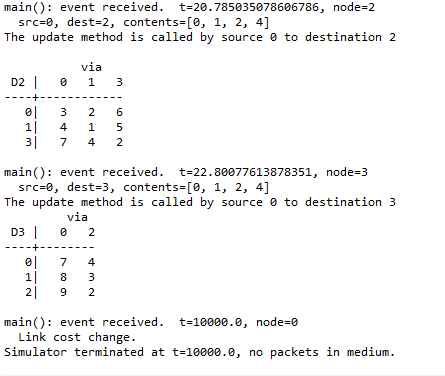 main(): event received.  t=20.785035078606786, node=2
  src=0, dest=2, contents=[0, 1, 2, 4]
The update method is called by source 0 to destination 2

           via
 D2 |   0   1   3
----+------------
   0|   3   2   6
   1|   4   1   5
   3|   7   4   2

main(): event received.  t=22.80077613878351, node=3
  src=0, dest=3, contents=[0, 1, 2, 4]
The update method is called by source 0 to destination 3
         via
 D3 |   0   2
----+--------
   0|   7   4
   1|   8   3
   2|   9   2

main(): event received.  t=10000.0, node=0
  Link cost change.
Simulator terminated at t=10000.0, no packets in medium.